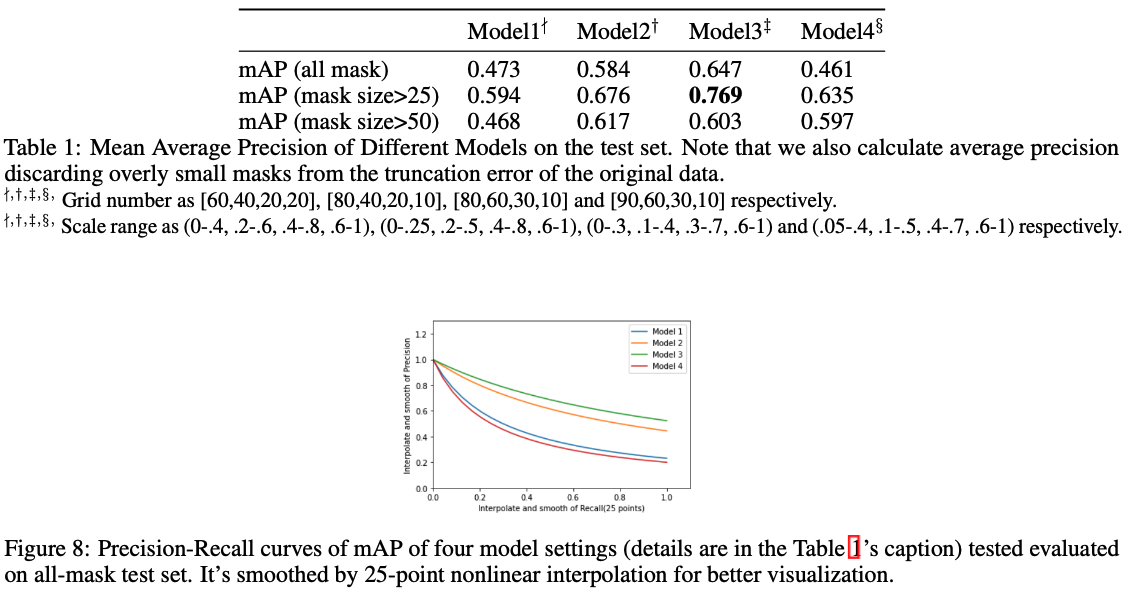 Model1ᚋ Model2† Model3‡ Model4§
mAP (all mask) 0.473 0.584 0.647 0.461
mAP (mask size>25) 0.594 0.676 0.769 0.635
mAP (mask size>50) 0.468 0.617 0.603 0.597
Table 1: Mean Average Precision of Different Models on the test set. Note that we also calculate average precision
discarding overly small masks from the truncation error of the original data.
ᚋ,†,‡,§, Grid number as [60,40,20,20], [80,40,20,10], [80,60,30,10] and [90,60,30,10] respectively.
ᚋ,†,‡,§, Scale range as (0-.4, .2-.6, .4-.8, .6-1), (0-.25, .2-.5, .4-.8, .6-1), (0-.3, .1-.4, .3-.7, .6-1) and (.05-.4, .1-.5, .4-.7, .6-1) respectively.
Interpolate and smooth of Precision
1.2
1.0
0.8
0.6
0.4
0.2
0.0
Model 1
Model 2
Model 3
Model 4
0.0 0.2 0.4 0.6 0.8 1.0
Interpolate and smooth of Recall(25 points)
Figure 8: Precision-Recall curves of mAP of four model settings (details are in the Table 1's caption) tested evaluated
on all-mask test set. It's smoothed by 25-point nonlinear interpolation for better visualization.